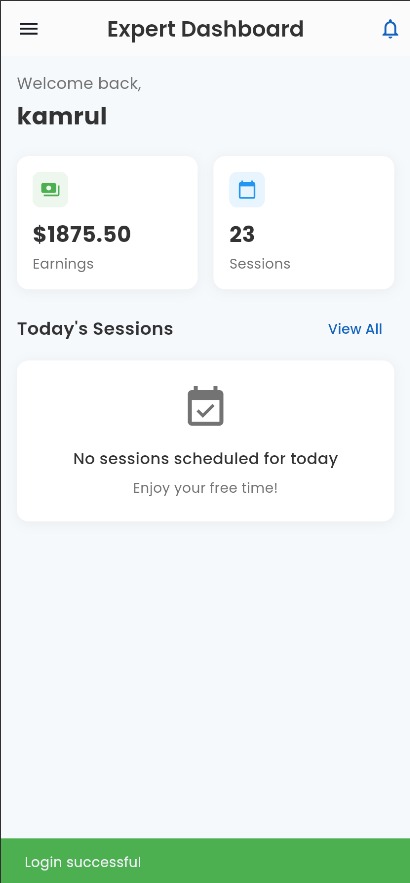 Expert Dashboard
Welcome back,
kamrul
$1875.50
Earnings
23
Sessions
Today's Sessions
View All
No sessions scheduled for today
Enjoy your free time!
Login successful